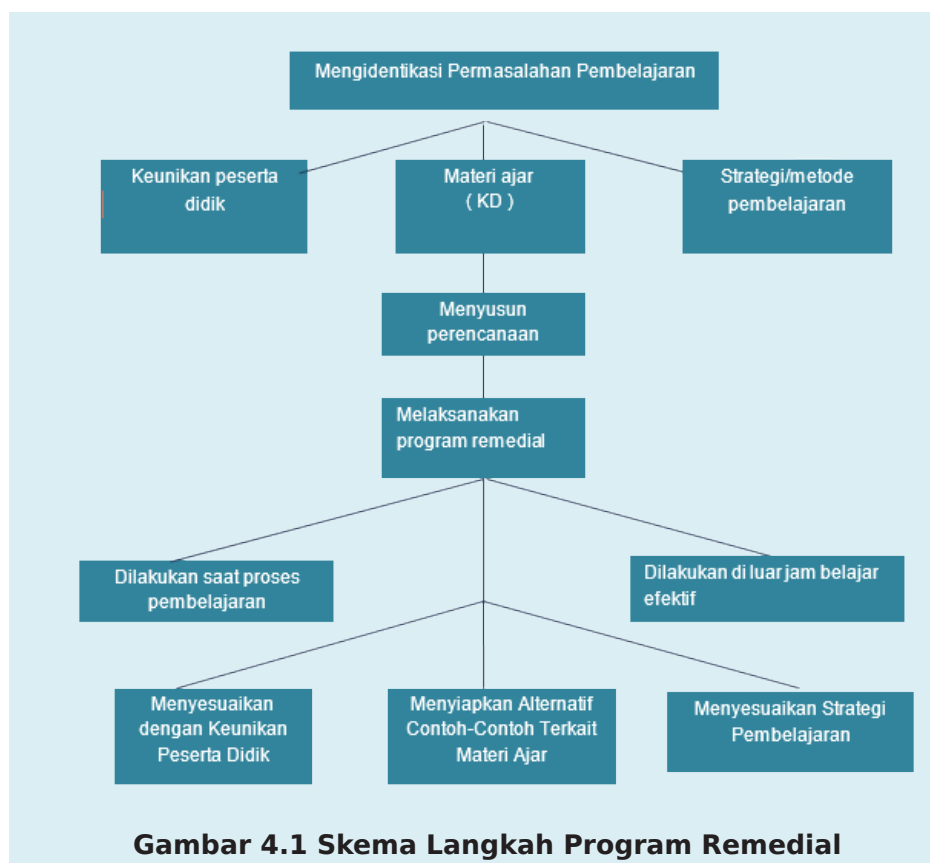 Mengidentikasi Permasalahan Pembelajaran
Keunikan peserta
didik
Materi ajar
( KD )
Strategi/metode
pembelajaran
Menyusun
perencanaan
Melaksanakan
program remedial
Dilakukan saat proses
pembelajaran
Dilakukan di luar jam belajar
efektif
Menyesuaikan
dengan Keunikan
Peserta Didik
Menyiapkan Alternatif
Contoh-Contoh Terkait
Materi Ajar
Menyesuaikan Strategi
Pembelajaran
Gambar 4.1 Skema Langkah Program Remedial